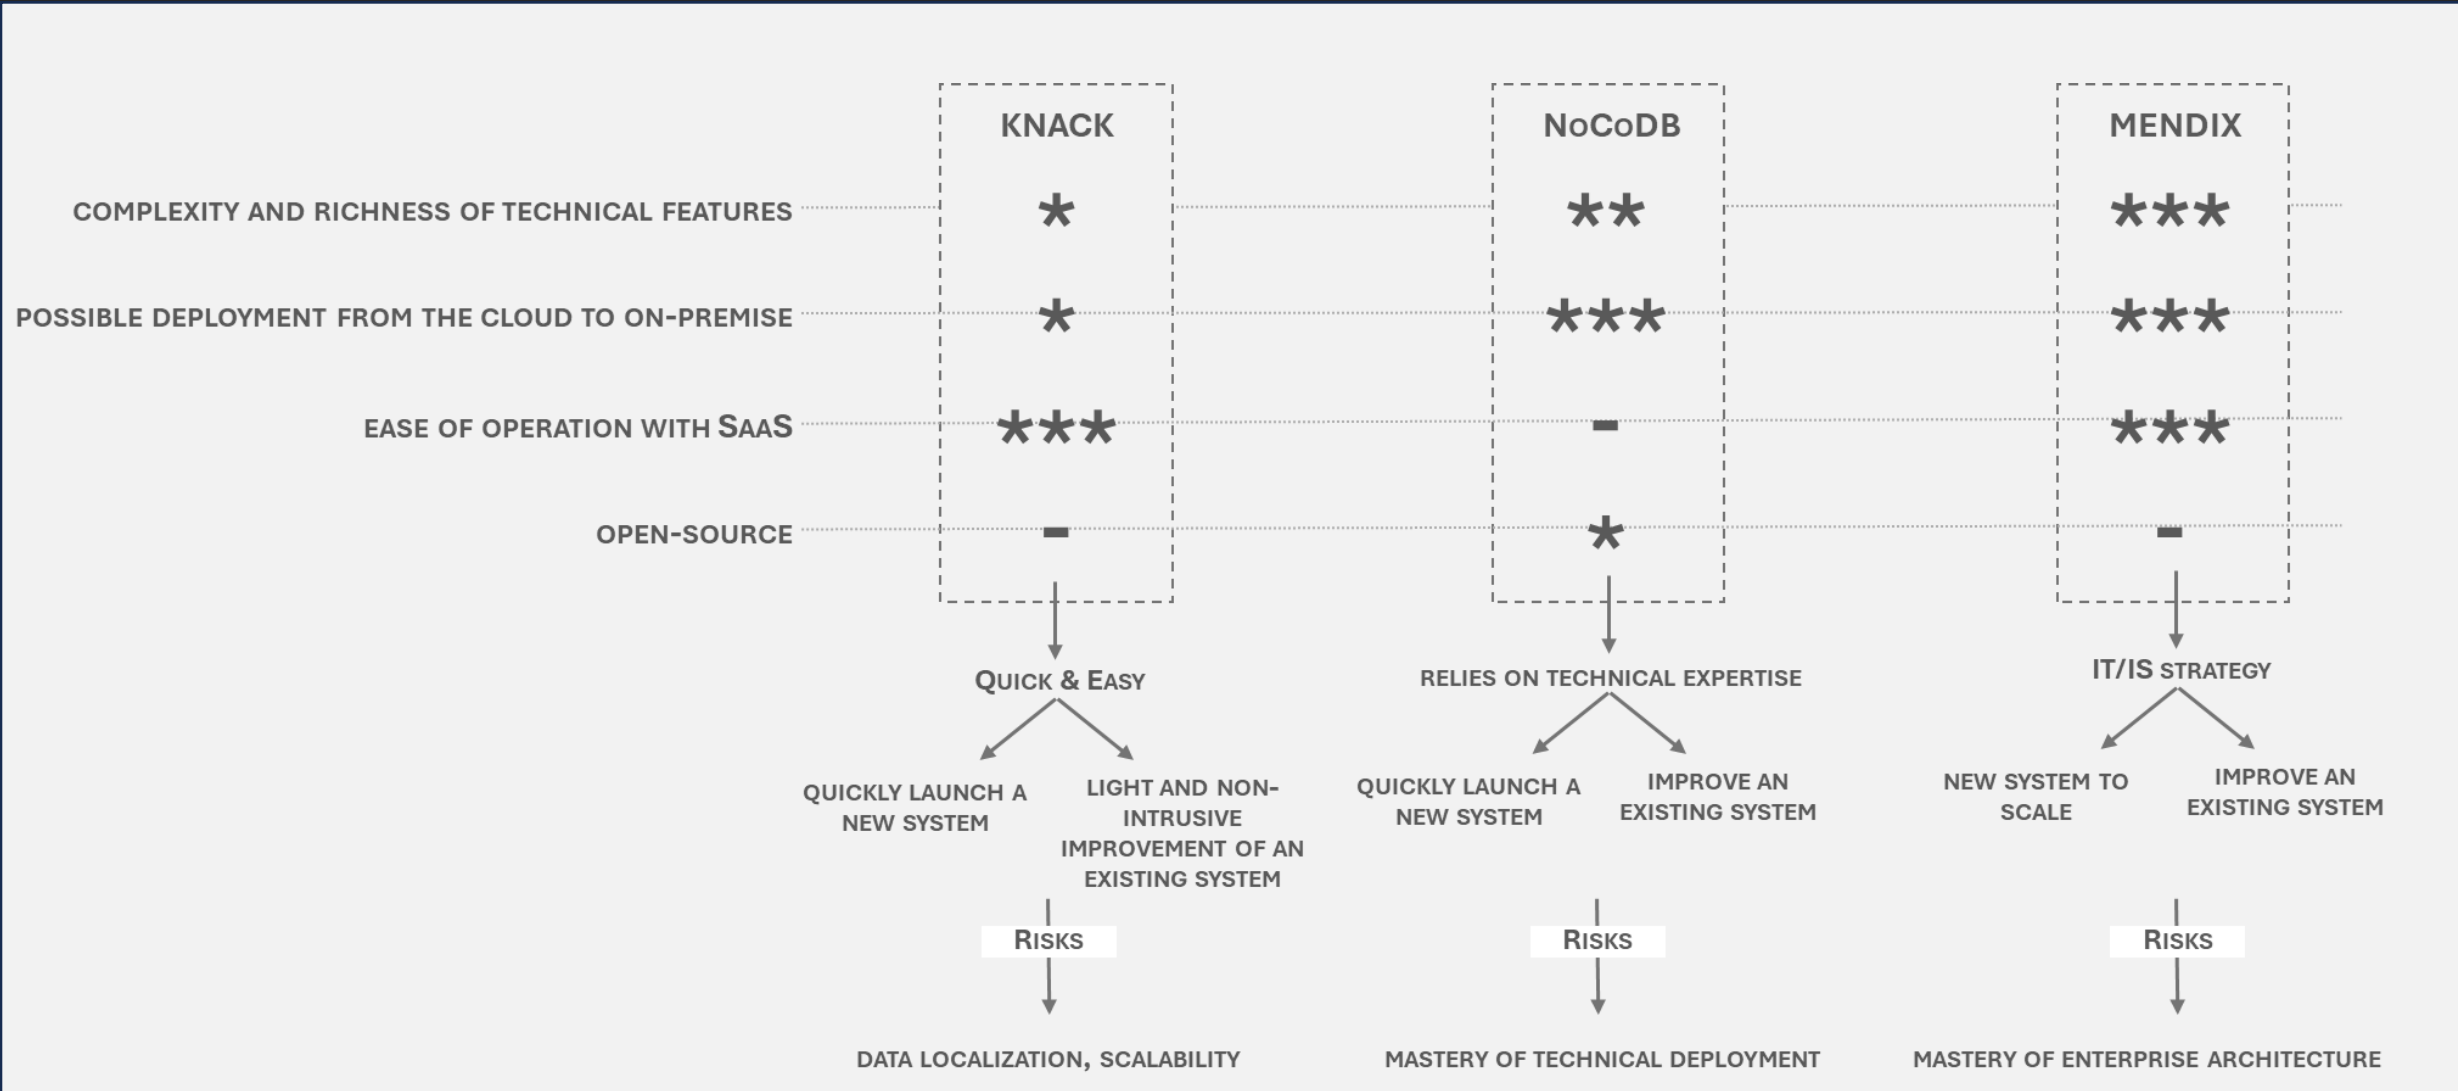 KNACK NoCoDB MENDIX
COMPLEXITY AND RICHNESS OF TECHNICAL FEATURES * ** ***
POSSIBLE DEPLOYMENT FROM THE CLOUD TO ON-PREMISE * *** ***
EASE OF OPERATION WITH SAAS *** - ***
OPEN-SOURCE - * -
QUICK & EASY
QUICKLY LAUNCH A
NEW SYSTEM
LIGHT AND NON-
INTRUSIVE
IMPROVEMENT OF AN
EXISTING SYSTEM
RISKS
DATA LOCALIZATION, SCALABILITY
RELIES ON TECHNICAL EXPERTISE
QUICKLY LAUNCH A
NEW SYSTEM
IMPROVE AN
EXISTING SYSTEM
RISKS
MASTERY OF TECHNICAL DEPLOYMENT
IT/IS STRATEGY
NEW SYSTEM TO
SCALE
IMPROVE AN
EXISTING SYSTEM
RISKS
MASTERY OF ENTERPRISE ARCHITECTURE